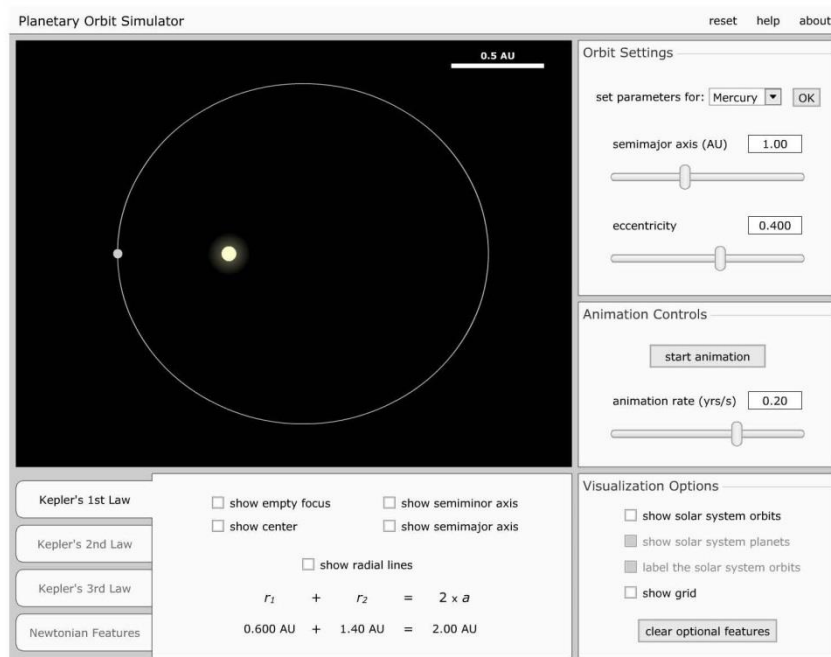 Planetary Orbit Simulator reset help about
0.5 AU
Orbit Settings
set parameters for: Mercury OK
semimajor axis (AU) 1.00
eccentricity 0.400
Animation Controls
start animation
animation rate (yrs/s) 0.20
Kepler's 1st Law
Kepler's 2nd Law
Kepler's 3rd Law
Newtonian Features
show empty focus show semiminor axis
show center show semimajor axis
show radial lines
r₁ + r₂ = 2 x a
0.600 AU + 1.40 AU = 2.00 AU
Visualization Options
show solar system orbits
show solar system planets
label the solar system orbits
show grid
clear optional features